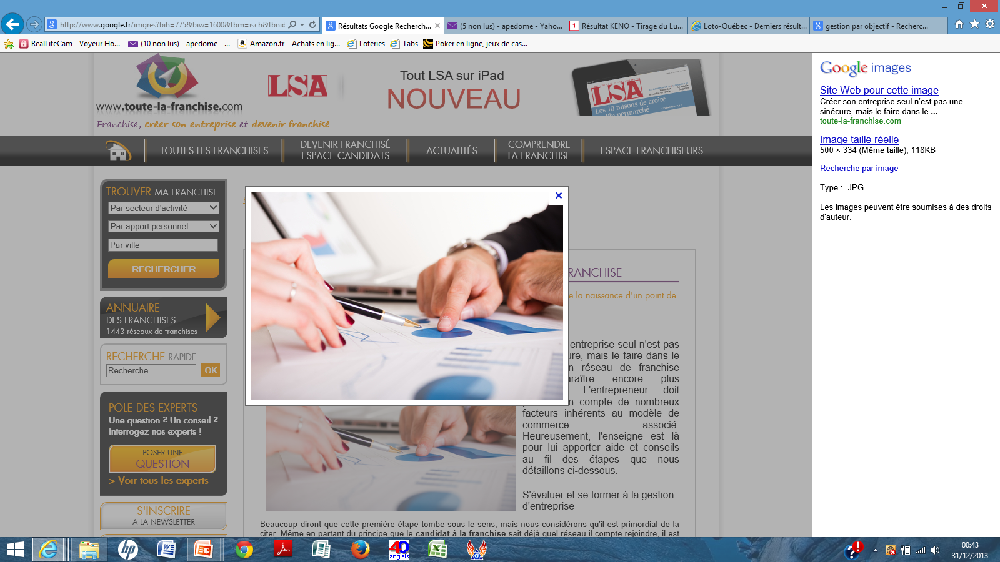 http://www.google.fr/imgres?bih=775&biw=1600&tbm=isch&tbnic
Résultats Google Recherch...
(5 non lus) - apedome - Yaho...
Résultat KENO - Tirage du Lu...
Loto-Québec - Derniers résult...
gestion par objectif - Recherc...
RealLifeCam - Voyeur Ho...
(10 non lus) - apedome - ...
Amazon.fr – Achats en lig...
Loteries
Tabs
Poker en ligne, jeux de cas...
www.toute-la-franchise.com
Franchise, créer son entreprise et devenir franchisé
LSA
Tout LSA sur iPad
NOUVEAU
LSA
Les 10 raisons de croire
l'hypermarché
TOUTES LES FRANCHISES
DEVENIR FRANCHISÉ
ESPACE CANDIDATS
ACTUALITÉS
COMPRENDRE
LA FRANCHISE
ESPACE FRANCHISEURS
TROUVER MA FRANCHISE
Par secteur d'activité
Par apport personnel
Par ville
RECHERCHER
ANNUAIRE
DES FRANCHISES
1443 réseaux de franchises
RECHERCHE RAPIDE
Recherche
OK
POLE DES EXPERTS
Une question ? Un conseil ?
Interrogez nos experts !
POSER UNE
QUESTION
> Voir tous les experts
S'INSCRIRE
A LA NEWSLETTER
RANCHISE
e la naissance d'un point de
entreprise seul n'est pas
ure, mais le faire dans le
n réseau de franchise
araître encore plus
L'entrepreneur doit
n compte de nombreux
facteurs inhérents au modèle de
commerce associé.
Heureusement, l'enseigne est là
pour lui apporter aide et conseils
au fil des étapes que nous
détaillons ci-dessous.
S'évaluer et se former à la gestion
d'entreprise
Beaucoup diront que cette première étape tombe sous le sens, mais nous considérons qu'il est primordial de la
citer. Même en partant du principe que le candidat à la franchise sait déjà quel réseau il compte rejoindre, il est
Google images
Site Web pour cette image
Créer son entreprise seul n'est pas une
sinécure, mais le faire dans le ...
toute-la-franchise.com
Image taille réelle
500 × 334 (Même taille), 118KB
Recherche par image
Type : JPG
Les images peuvent être soumises à des droits
d'auteur.
40
anglais
00:43
31/12/2013